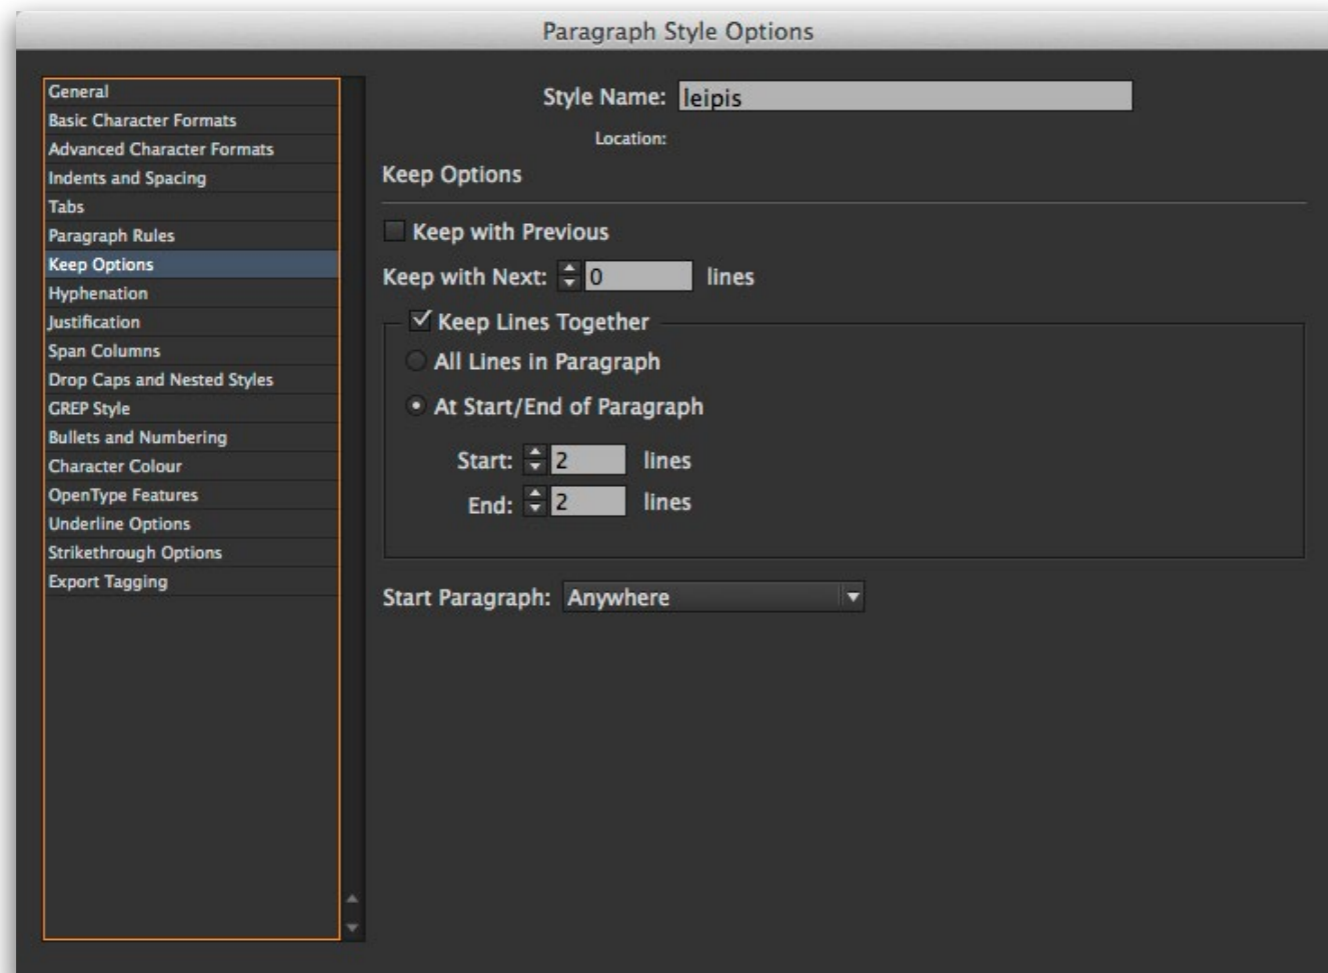 Paragraph Style Options
General
Basic Character Formats
Advanced Character Formats
Indents and Spacing
Tabs
Paragraph Rules
Keep Options
Hyphenation
Justification
Span Columns
Drop Caps and Nested Styles
GREP Style
Bullets and Numbering
Character Colour
OpenType Features
Underline Options
Strikethrough Options
Export Tagging
Style Name: leipis
Location:
Keep Options
Keep with Previous
Keep with Next: 0 lines
Keep Lines Together
All Lines in Paragraph
At Start/End of Paragraph
Start: 2 lines
End: 2 lines
Start Paragraph: Anywhere